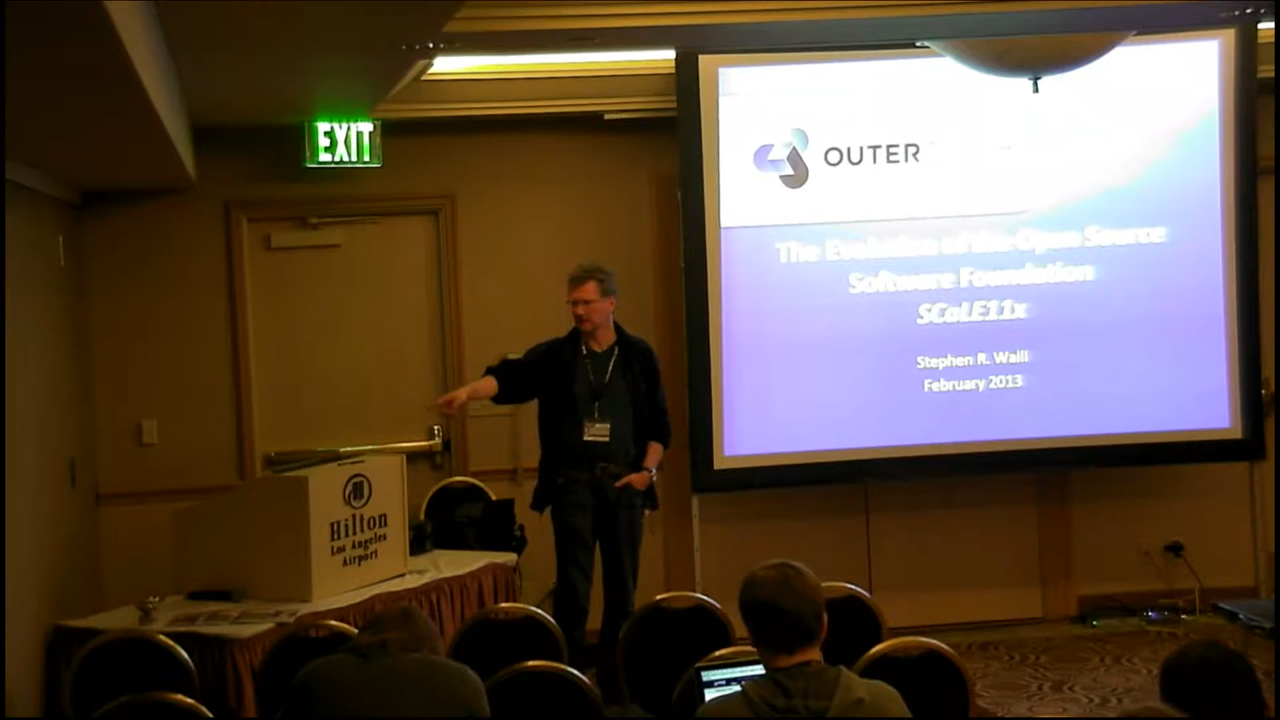 EXIT
OUTER
The Evolution of the Open Source
Software Foundation
SCaLE11x
Stephen R. Walli
February 2013
Hilton
Los Angeles
Airport